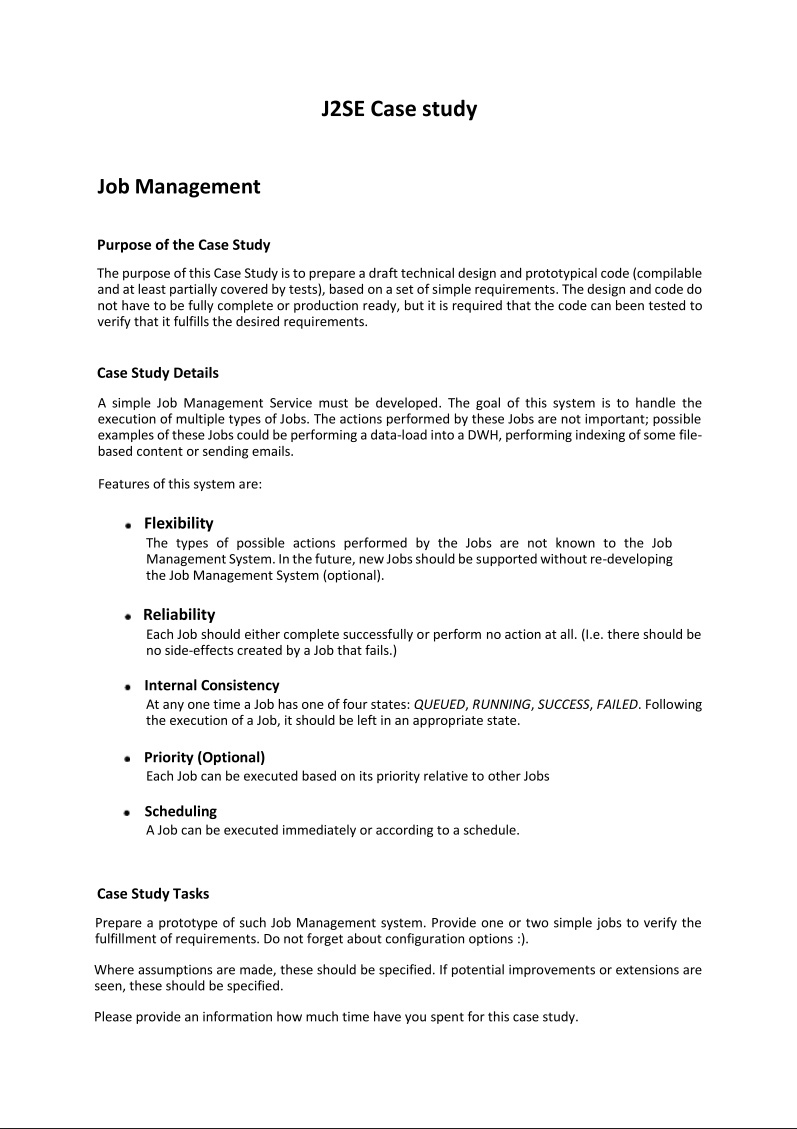 J2SE Case study
Job Management
Purpose of the Case Study
The purpose of this Case Study is to prepare a draft technical design and prototypical code (compilable
and at least partially covered by tests), based on a set of simple requirements. The design and code do
not have to be fully complete or production ready, but it is required that the code can been tested to
verify that it fulfills the desired requirements.
Case Study Details
A simple Job Management Service must be developed. The goal of this system is to handle the
execution of multiple types of Jobs. The actions performed by these Jobs are not important; possible
examples of these Jobs could be performing a data-load into a DWH, performing indexing of some file-
based content or sending emails.
Features of this system are:
• Flexibility
The types of possible actions performed by the Jobs are not known to the Job
Management System. In the future, new Jobs should be supported without re-developing
the Job Management System (optional).
• Reliability
Each Job should either complete successfully or perform no action at all. (I.e. there should be
no side-effects created by a Job that fails.)
• Internal Consistency
At any one time a Job has one of four states: QUEUED, RUNNING, SUCCESS, FAILED. Following
the execution of a Job, it should be left in an appropriate state.
• Priority (Optional)
Each Job can be executed based on its priority relative to other Jobs
• Scheduling
A Job can be executed immediately or according to a schedule.
Case Study Tasks
Prepare a prototype of such Job Management system. Provide one or two simple jobs to verify the
fulfillment of requirements. Do not forget about configuration options :).
Where assumptions are made, these should be specified. If potential improvements or extensions are
seen, these should be specified.
Please provide an information how much time have you spent for this case study.